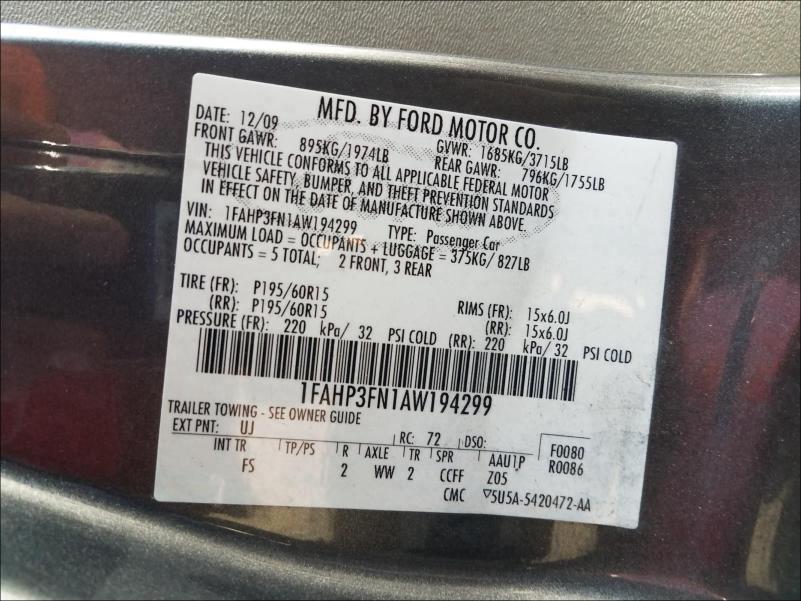 MFD. BY FORD MOTOR CO.
DATE: 12/09 GVWR: 1685KG/3715LB
FRONT GAWR: 895KG/1974LB REAR GAWR: 796KG/1755LB
THIS VEHICLE CONFORMS TO ALL APPLICABLE FEDERAL MOTOR
VEHICLE SAFETY, BUMPER, AND THEFT PREVENTION STANDARDS
IN EFFECT ON THE DATE OF MANUFACTURE SHOWN ABOVE.
VIN: 1FAHP3FN1AW194299 TYPE: Passenger Car
MAXIMUM LOAD = OCCUPANTS + LUGGAGE = 375KG/ 827LB
OCCUPANTS = 5 TOTAL; 2 FRONT, 3 REAR
TIRE (FR): P195/60R15 RIMS (FR): 15x6.0J
(RR): P195/60R15 (RR): 15x6.0J
PRESSURE (FR): 220 kPa/ 32 PSI COLD (RR): 220 kPa/ 32 PSI COLD
1FAHP3FN1AW194299
TRAILER TOWING - SEE OWNER GUIDE
EXT PNT: UJ RC: 72 DSO: F0080
INT TR TP/PS R AXLE TR SPR AAU1P R0086
FS 2 WW 2 CCFF Z05
CMC ▽5U5A-5420472-AA